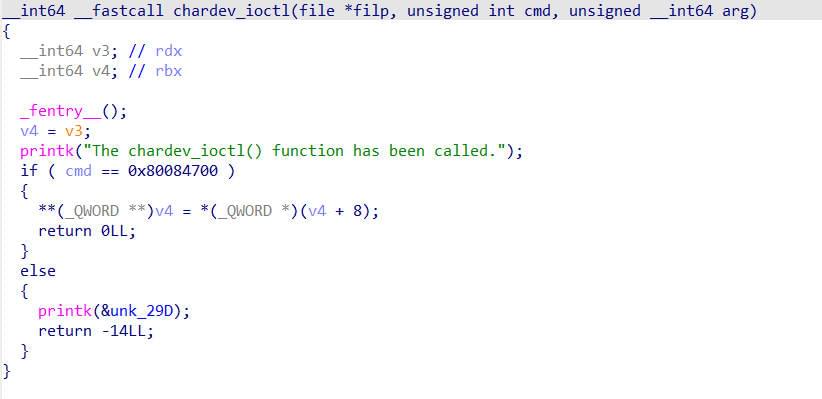 __int64 __fastcall chardev_ioctl(file *filp, unsigned int cmd, unsigned __int64 arg)
{
  __int64 v3; // rdx
  __int64 v4; // rbx

  _fentry__();
  v4 = v3;
  printk("The chardev_ioctl() function has been called.");
  if ( cmd == 0x80084700 )
  {
    **(_QWORD **)v4 = *(_QWORD *)(v4 + 8);
    return 0LL;
  }
  else
  {
    printk(&unk_29D);
    return -14LL;
  }
}